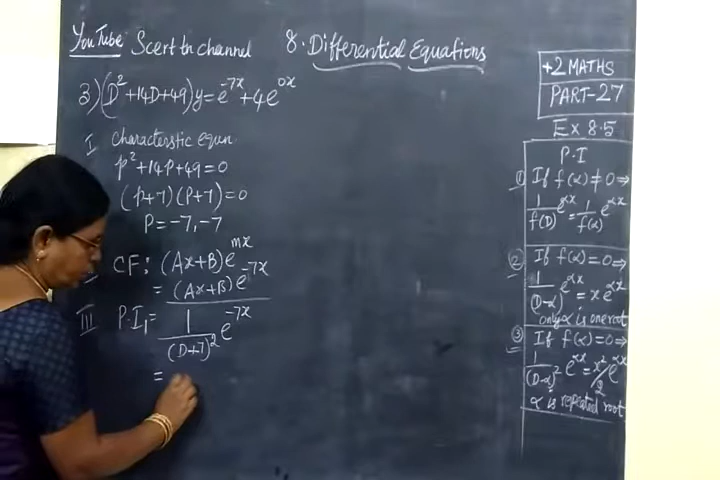 YouTube Scert tn channel 8. Differential Equations
3) (D²+14D+49)y = e^-7x + 4e^0x
I Characterstic equn
p²+14p+49=0
(p+7)(p+7)=0
P=-7,-7
CF: (Ax+B)e^mx
= (Ax+B)e^-7x
III P.I₁ = 1/(D+7)² e^-7x
=
+2 MATHS
PART-27
Ex 8.5
P.I
① If f(α)≠0 ⇒
1/f(D) e^αx = 1/f(α) e^αx
② If f(α)=0 ⇒
1/(D-α) e^αx = x e^αx
only α is one root
③ If f(α)=0 ⇒
1/(D-α)² e^αx = x²/2 e^αx
α is repeated root